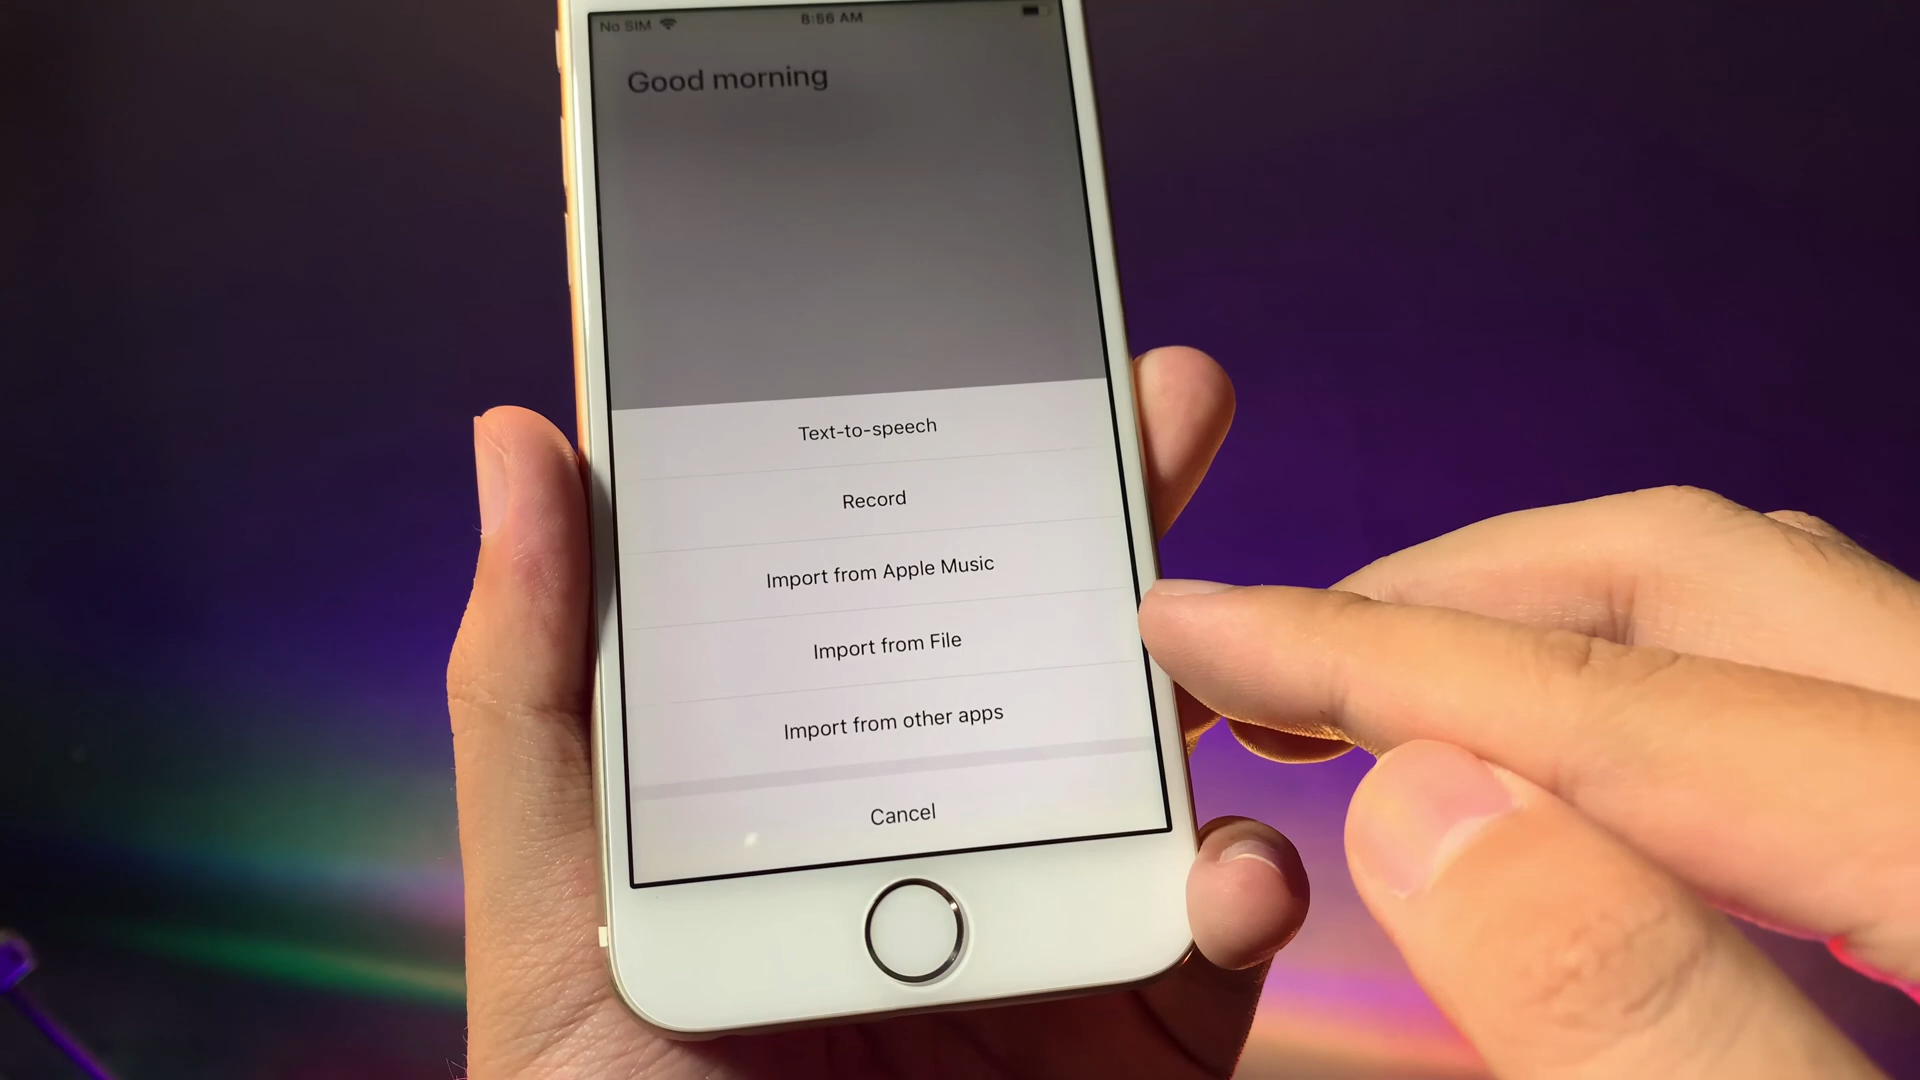 No SIM 8:56 AM
Good morning
Text-to-speech
Record
Import from Apple Music
Import from File
Import from other apps
Cancel